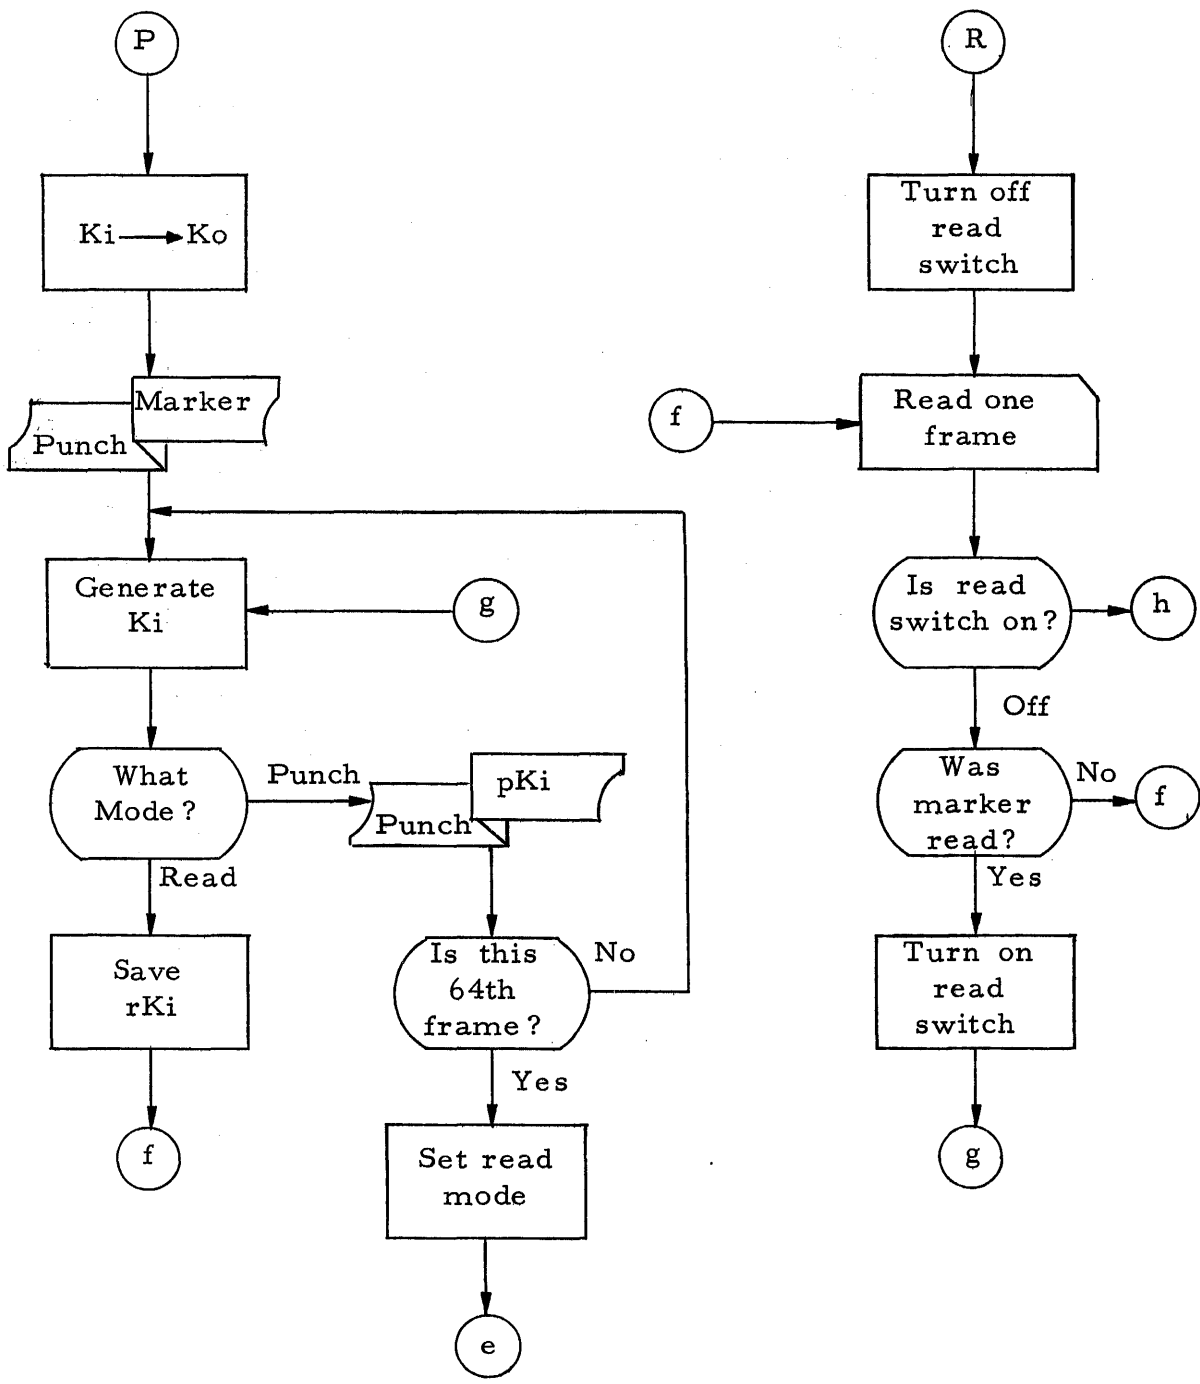 P
Ki → Ko
Marker
Punch
Generate
Ki
g
What
Mode?
Punch
pKi
Punch
Read
Save
rKi
f
Is this
64th
frame?
No
Yes
Set read
mode
e
R
Turn off
read
switch
f
Read one
frame
Is read
switch on?
h
Off
Was
marker
read?
No
f
Yes
Turn on
read
switch
g